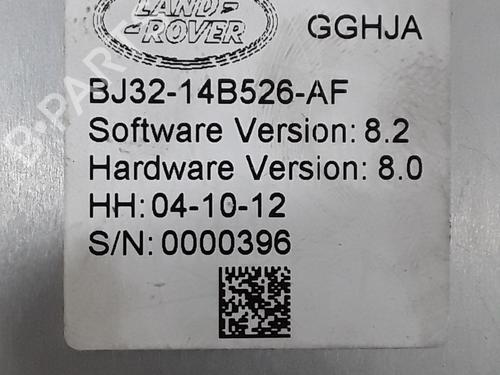 LAND-
ROVER
GGHJA
BJ32-14B526-AF
Software Version: 8.2
Hardware Version: 8.0
HH: 04-10-12
S/N: 0000396
B-PARTS